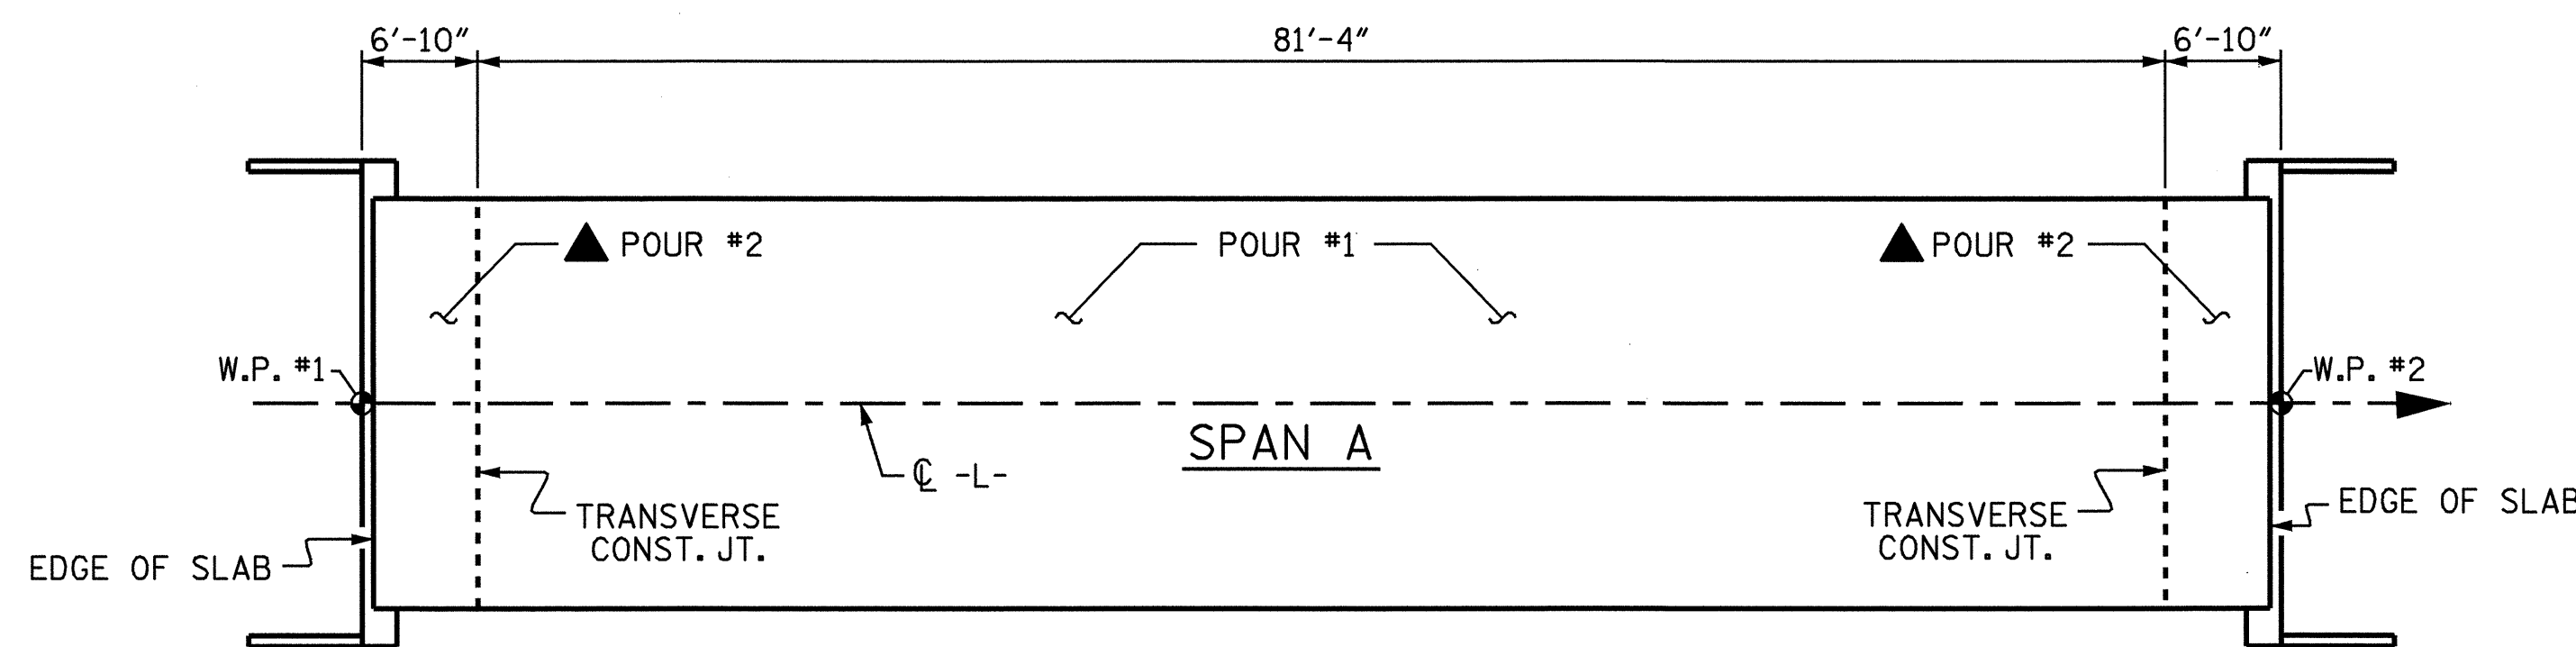 6'-10" 81'-4" 6'-10"
▲ POUR #2 POUR #1 ▲ POUR #2
W.P. #1 W.P. #2
SPAN A
℄ -L-
TRANSVERSE
CONST. JT.
TRANSVERSE
CONST. JT.
EDGE OF SLAB
EDGE OF SLAB